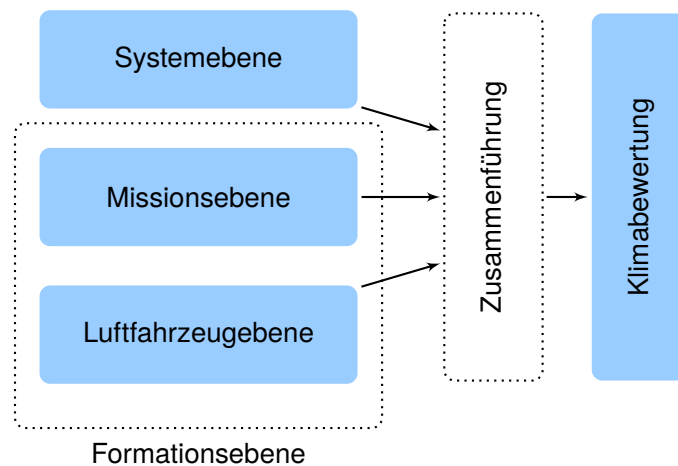 Systemebene
Missionsebene
Luftfahrzeugebene
Formationsebene
Zusammenführung
Klimabewertung